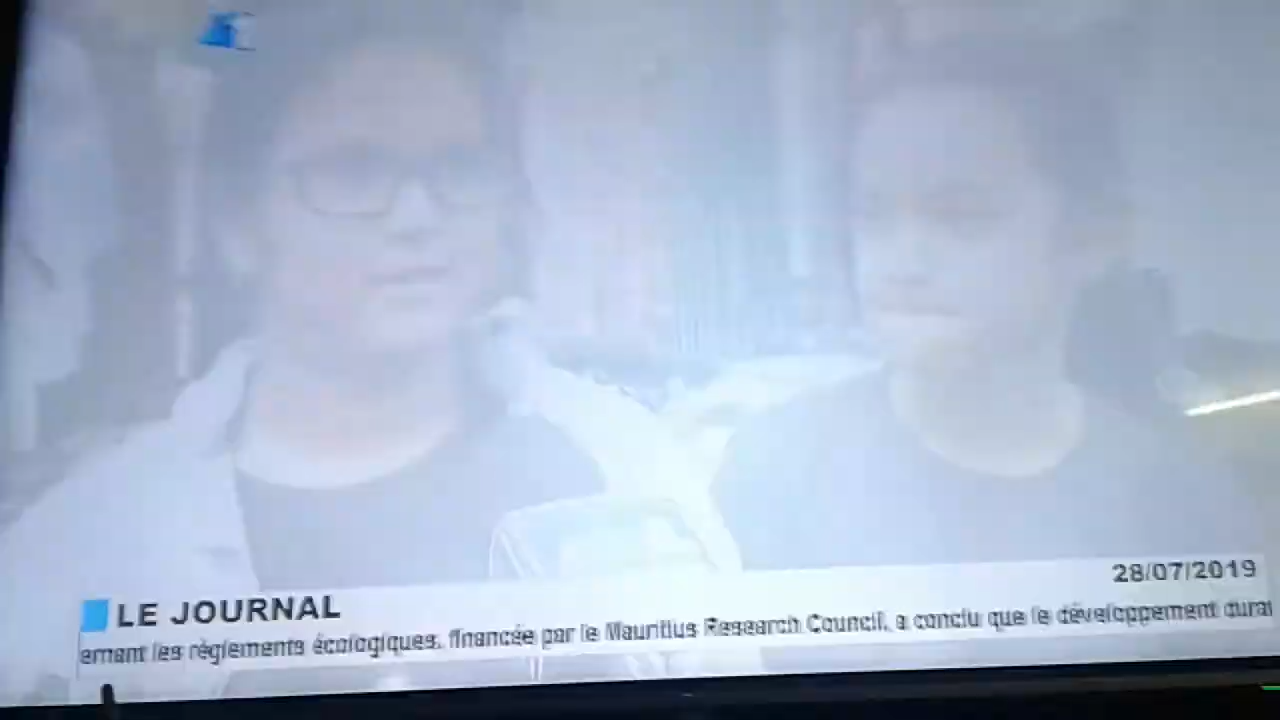 28/07/2019
LE JOURNAL
ernant les règlements écologiques, financée par le Mauritius Research Council, a conclu que le développement durat